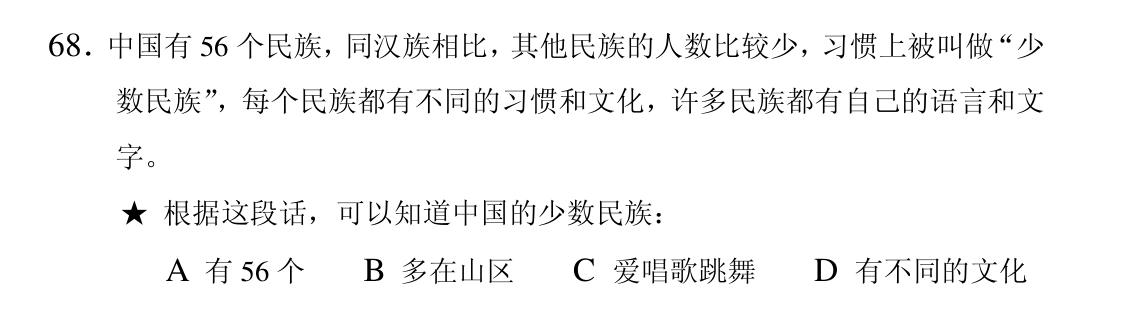 68．中国有 56 个民族，同汉族相比，其他民族的人数比较少，习惯上被叫做“少
数民族”，每个民族都有不同的习惯和文化，许多民族都有自己的语言和文
字。
★ 根据这段话，可以知道中国的少数民族：
A 有 56 个 B 多在山区 C 爱唱歌跳舞 D 有不同的文化